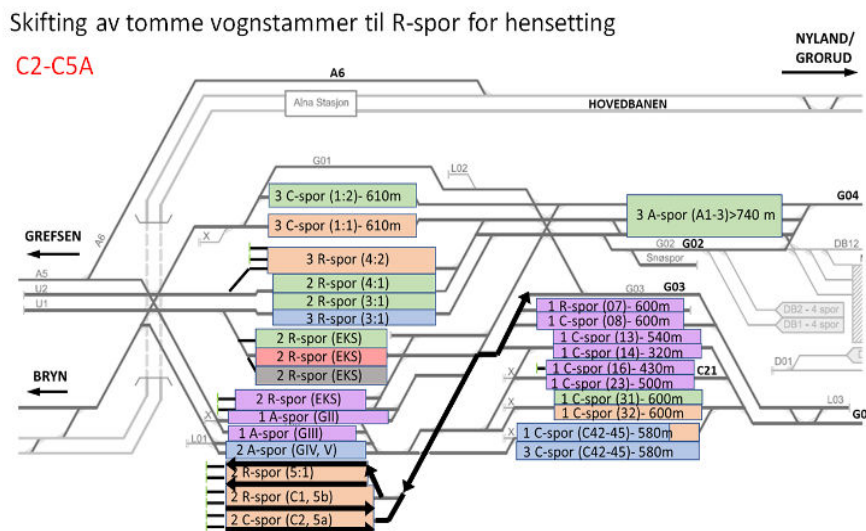 Skifting av tomme vognstammer til R-spor for hensetting
C2-C5A
NYLAND/
GRORUD
A6
Alna Stasjon
HOVEDBANEN
G01
L02
3 C-spor (1:2)- 610m
3 A-spor (A1-3)>740 m
G04
3 C-spor (1:1)- 610m
X
GREFSEN
A6
G02
G02
DB12
Snøspor
3 R-spor (4:2)
A5
U2
U1
2 R-spor (4:1)
2 R-spor (3:1)
3 R-spor (3:1)
G03
G03
DB2 - 4 spor
DB1 - 4 spor
1 R-spor (07)- 600m
1 C-spor (08)- 600m
1 C-spor (13)- 540m
1 C-spor (14)- 320m
1 C-spor (16)- 430m
C21
1 C-spor (23)- 500m
1 C-spor (31)- 600m
1 C-spor (32)- 600m
D01
L03
X
X
X
2 R-spor (EKS)
2 R-spor (EKS)
2 R-spor (EKS)
BRYN
2 R-spor (EKS)
1 A-spor (GII)
X
1 A-spor (GIII)
L01
2 A-spor (GIV, V)
1 C-spor (C42-45)- 580m
3 C-spor (C42-45)- 580m
2 R-spor (5:1)
2 R-spor (C1, 5b)
2 C-spor (C2, 5a)